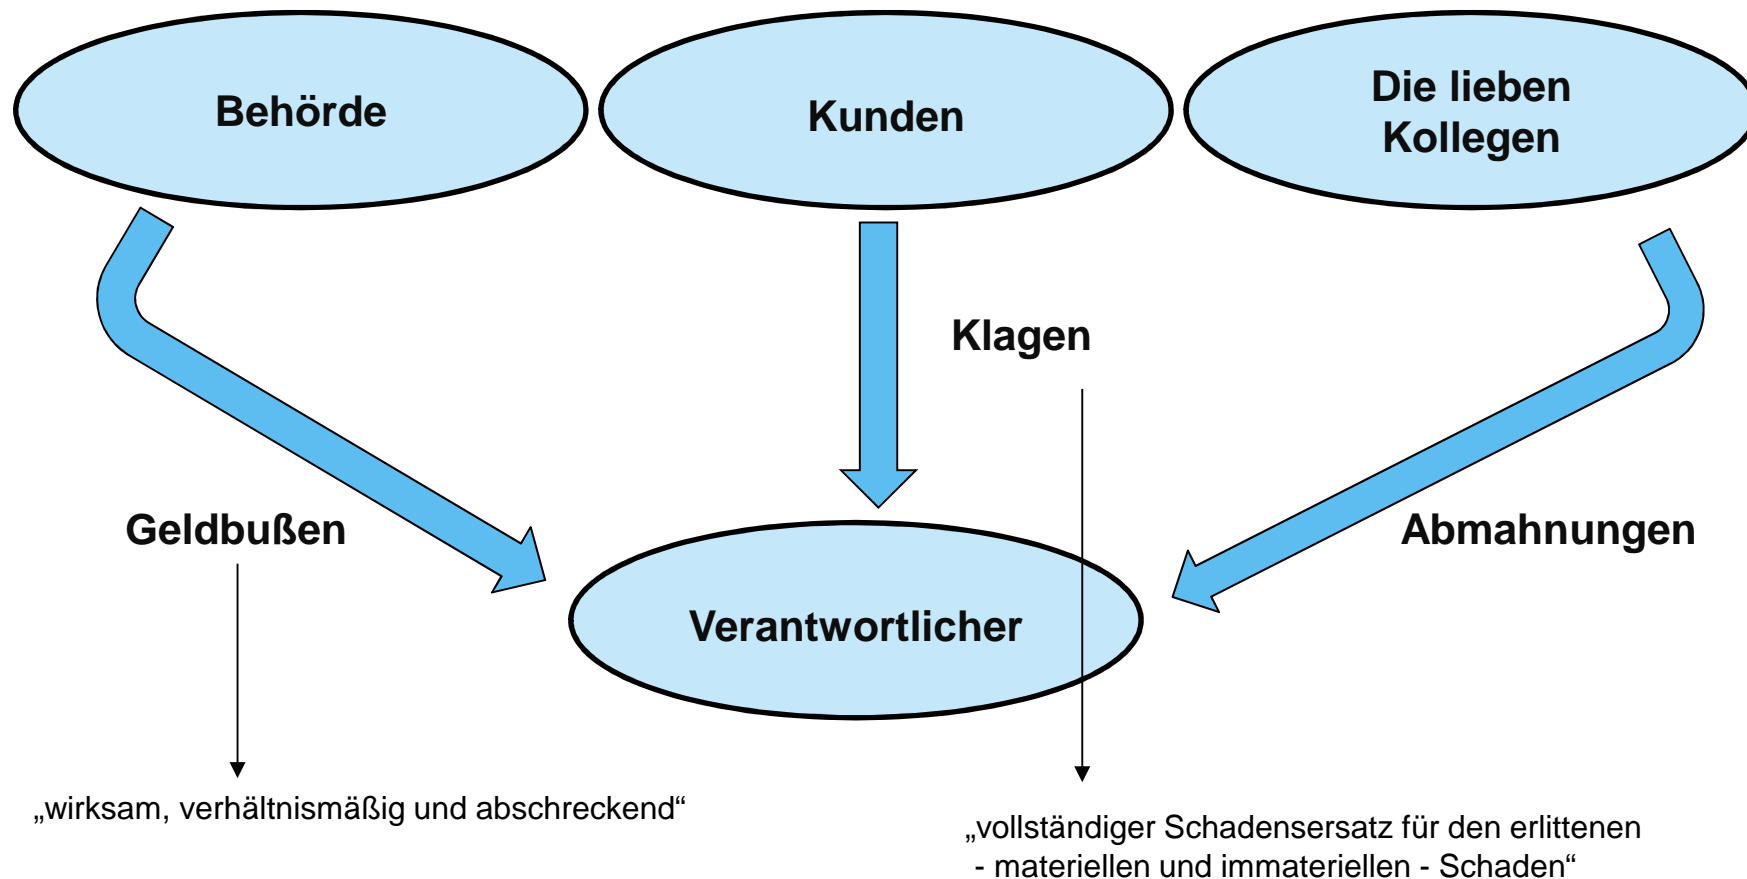 Behörde
Kunden
Die lieben
Kollegen
Klagen
Geldbußen
Abmahnungen
Verantwortlicher
„wirksam, verhältnismäßig und abschreckend“
„vollständiger Schadensersatz für den erlittenen
- materiellen und immateriellen - Schaden“